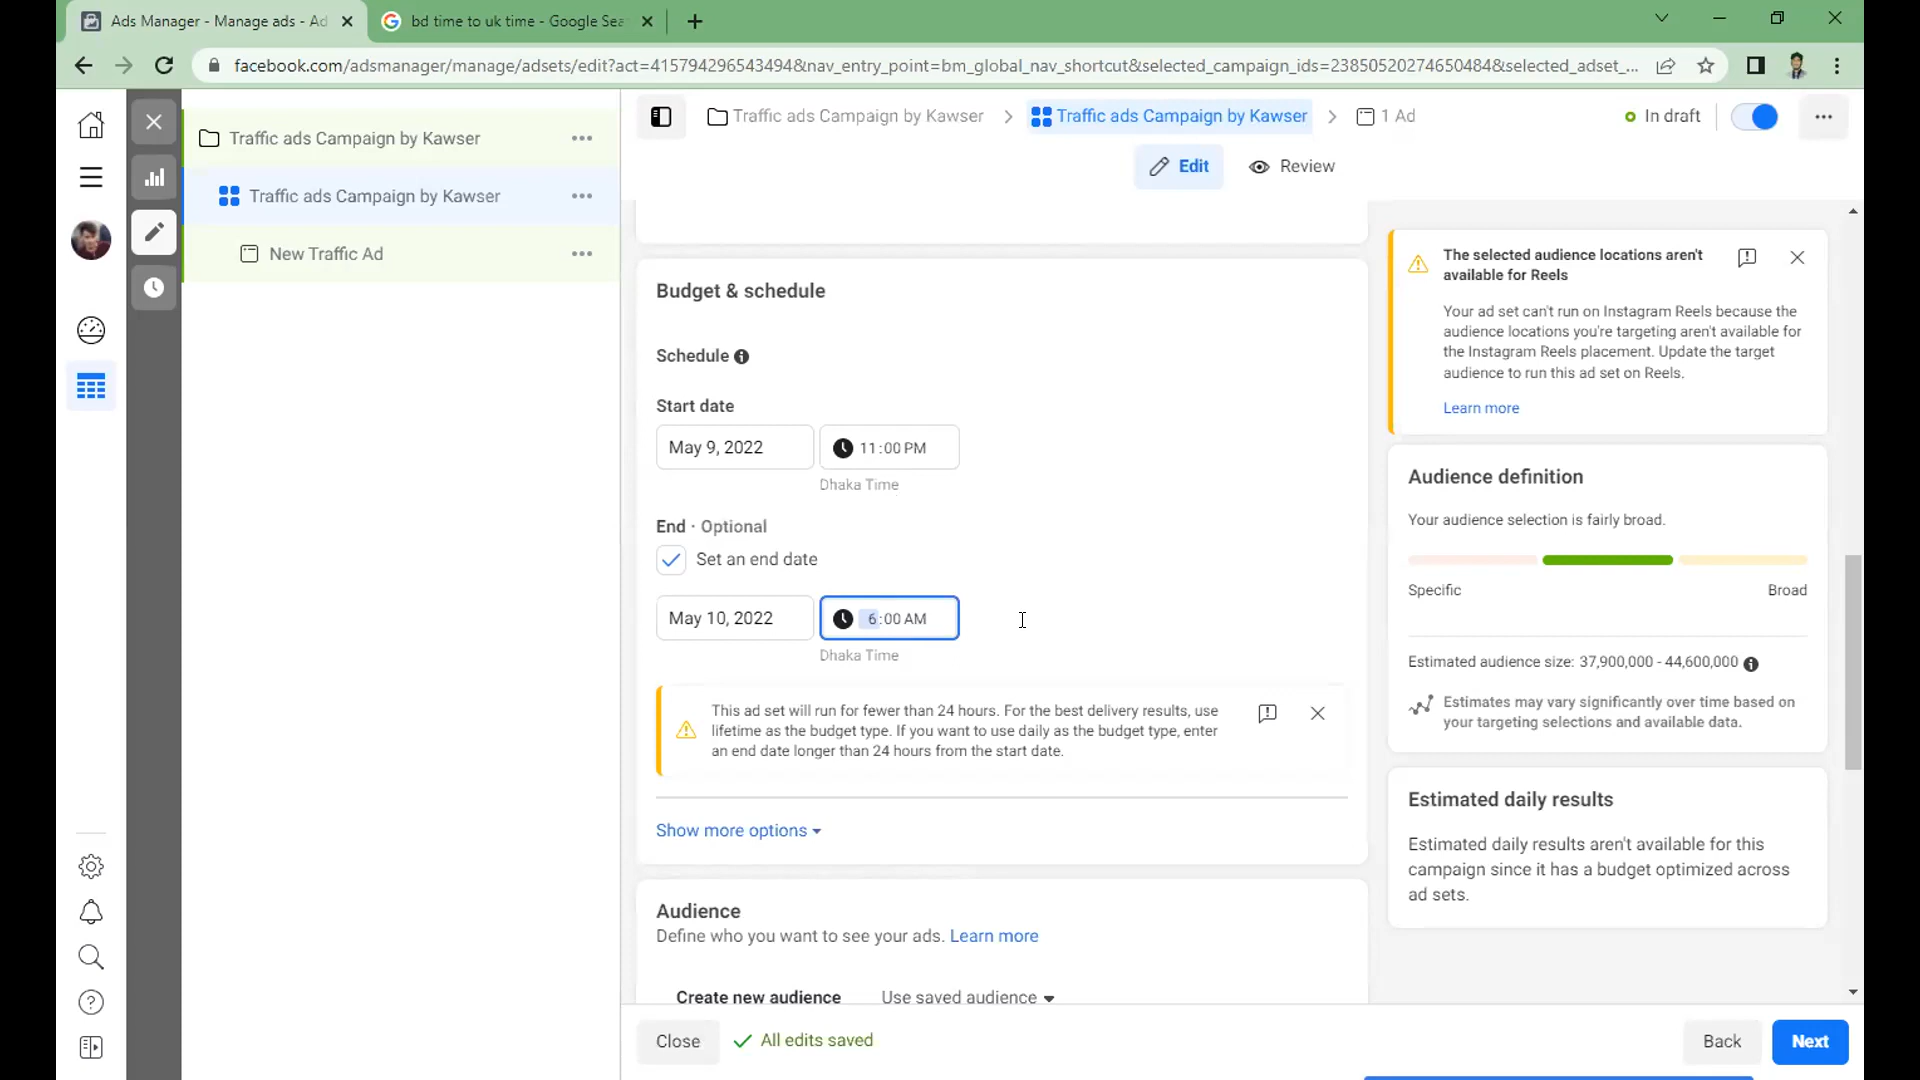 Ads Manager - Manage ads - Ad
bd time to uk time - Google Sea
facebook.com/adsmanager/manage/adsets/edit?act=415794296543494&nav_entry_point=bm_global_nav_shortcut&selected_campaign_ids=23850520274650484&selected_adset_...
Traffic ads Campaign by Kawser
Traffic ads Campaign by Kawser
New Traffic Ad
Traffic ads Campaign by Kawser
Traffic ads Campaign by Kawser
1 Ad
In draft
Edit
Review
Budget & schedule
Schedule
Start date
May 9, 2022
11:00 PM
Dhaka Time
End · Optional
Set an end date
May 10, 2022
6:00 AM
Dhaka Time
This ad set will run for fewer than 24 hours. For the best delivery results, use
lifetime as the budget type. If you want to use daily as the budget type, enter
an end date longer than 24 hours from the start date.
Show more options
Audience
Define who you want to see your ads. Learn more
Create new audience
Use saved audience
The selected audience locations aren't
available for Reels
Your ad set can't run on Instagram Reels because the
audience locations you're targeting aren't available for
the Instagram Reels placement. Update the target
audience to run this ad set on Reels.
Learn more
Audience definition
Your audience selection is fairly broad.
Specific
Broad
Estimated audience size: 37,900,000 - 44,600,000
Estimates may vary significantly over time based on
your targeting selections and available data.
Estimated daily results
Estimated daily results aren't available for this
campaign since it has a budget optimized across
ad sets.
Close
All edits saved
Back
Next